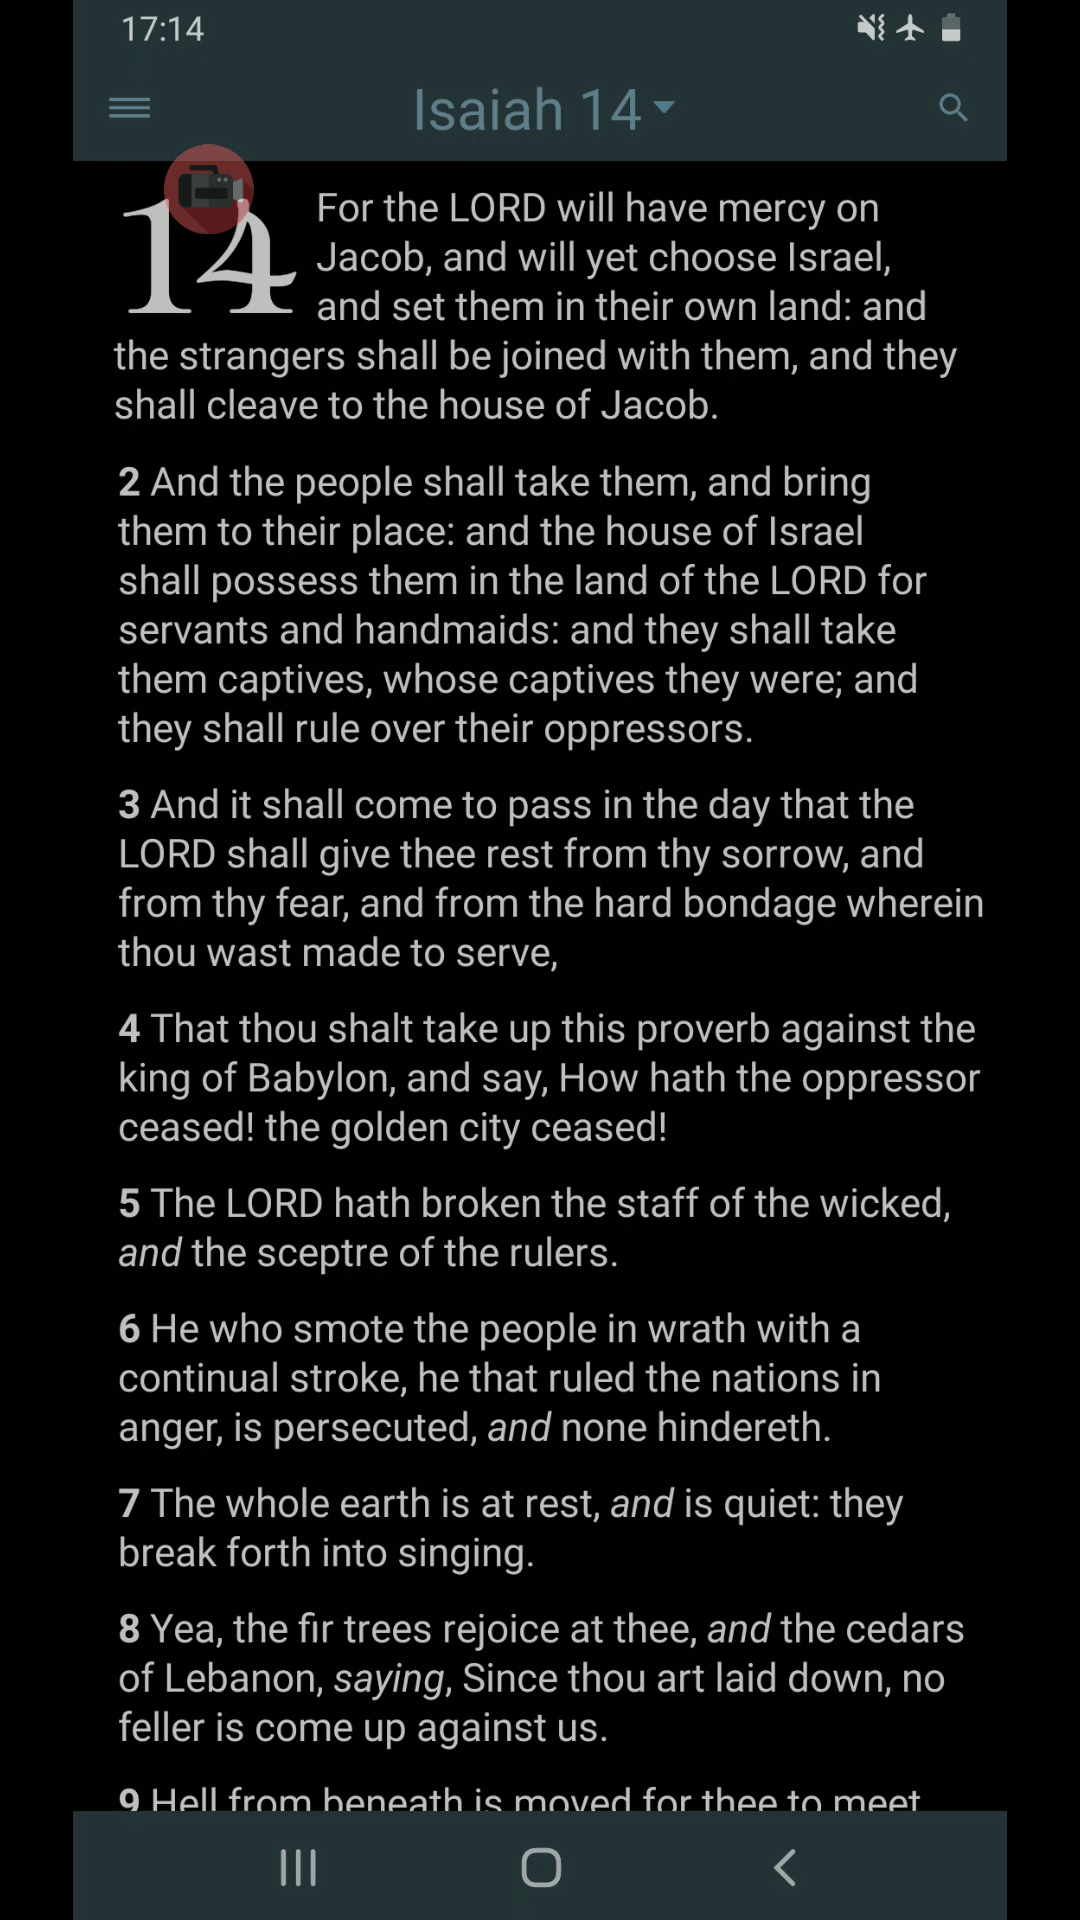 17:14
Isaiah 14
14 For the LORD will have mercy on
Jacob, and will yet choose Israel,
and set them in their own land: and
the strangers shall be joined with them, and they
shall cleave to the house of Jacob.
2 And the people shall take them, and bring
them to their place: and the house of Israel
shall possess them in the land of the LORD for
servants and handmaids: and they shall take
them captives, whose captives they were; and
they shall rule over their oppressors.
3 And it shall come to pass in the day that the
LORD shall give thee rest from thy sorrow, and
from thy fear, and from the hard bondage wherein
thou wast made to serve,
4 That thou shalt take up this proverb against the
king of Babylon, and say, How hath the oppressor
ceased! the golden city ceased!
5 The LORD hath broken the staff of the wicked,
and the sceptre of the rulers.
6 He who smote the people in wrath with a
continual stroke, he that ruled the nations in
anger, is persecuted, and none hindereth.
7 The whole earth is at rest, and is quiet: they
break forth into singing.
8 Yea, the fir trees rejoice at thee, and the cedars
of Lebanon, saying, Since thou art laid down, no
feller is come up against us.
9 Hell from beneath is moved for thee to meet